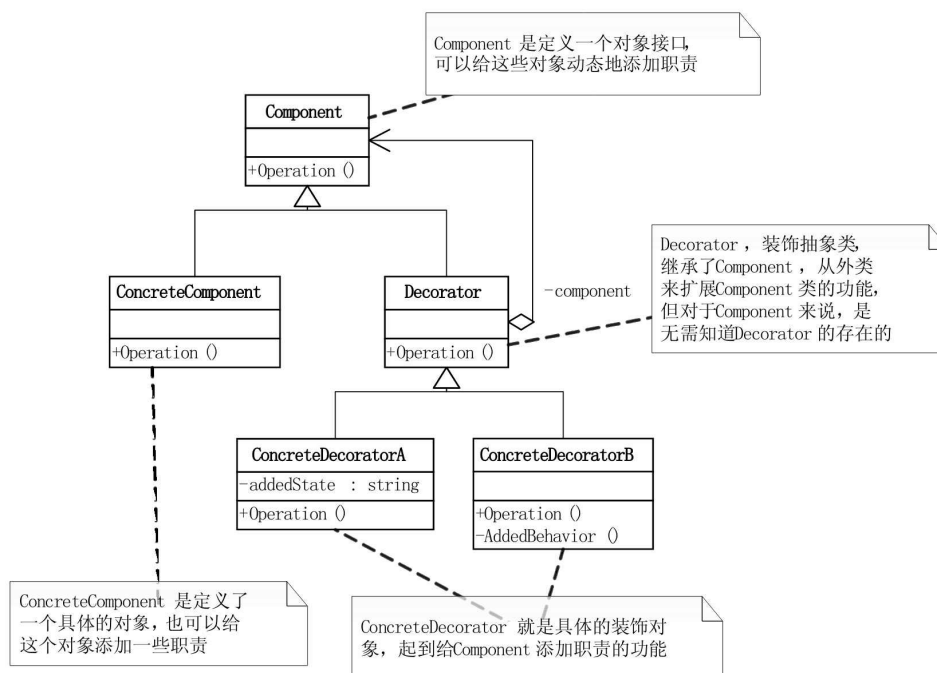 Component 是定义一个对象接口,
可以给这些对象动态地添加职责
Component
+Operation ()
Decorator , 装饰抽象类,
继承了Component , 从外类
来扩展Component 类的功能,
但对于Component 来说, 是
无需知道Decorator 的存在的
ConcreteComponent
+Operation ()
Decorator
+Operation ()
-component
ConcreteDecoratorA
-addedState : string
+Operation ()
ConcreteDecoratorB
+Operation ()
-AddedBehavior ()
ConcreteComponent 是定义了
一个具体的对象, 也可以给
这个对象添加一些职责
ConcreteDecorator 就是具体的装饰对
象, 起到给Component 添加职责的功能